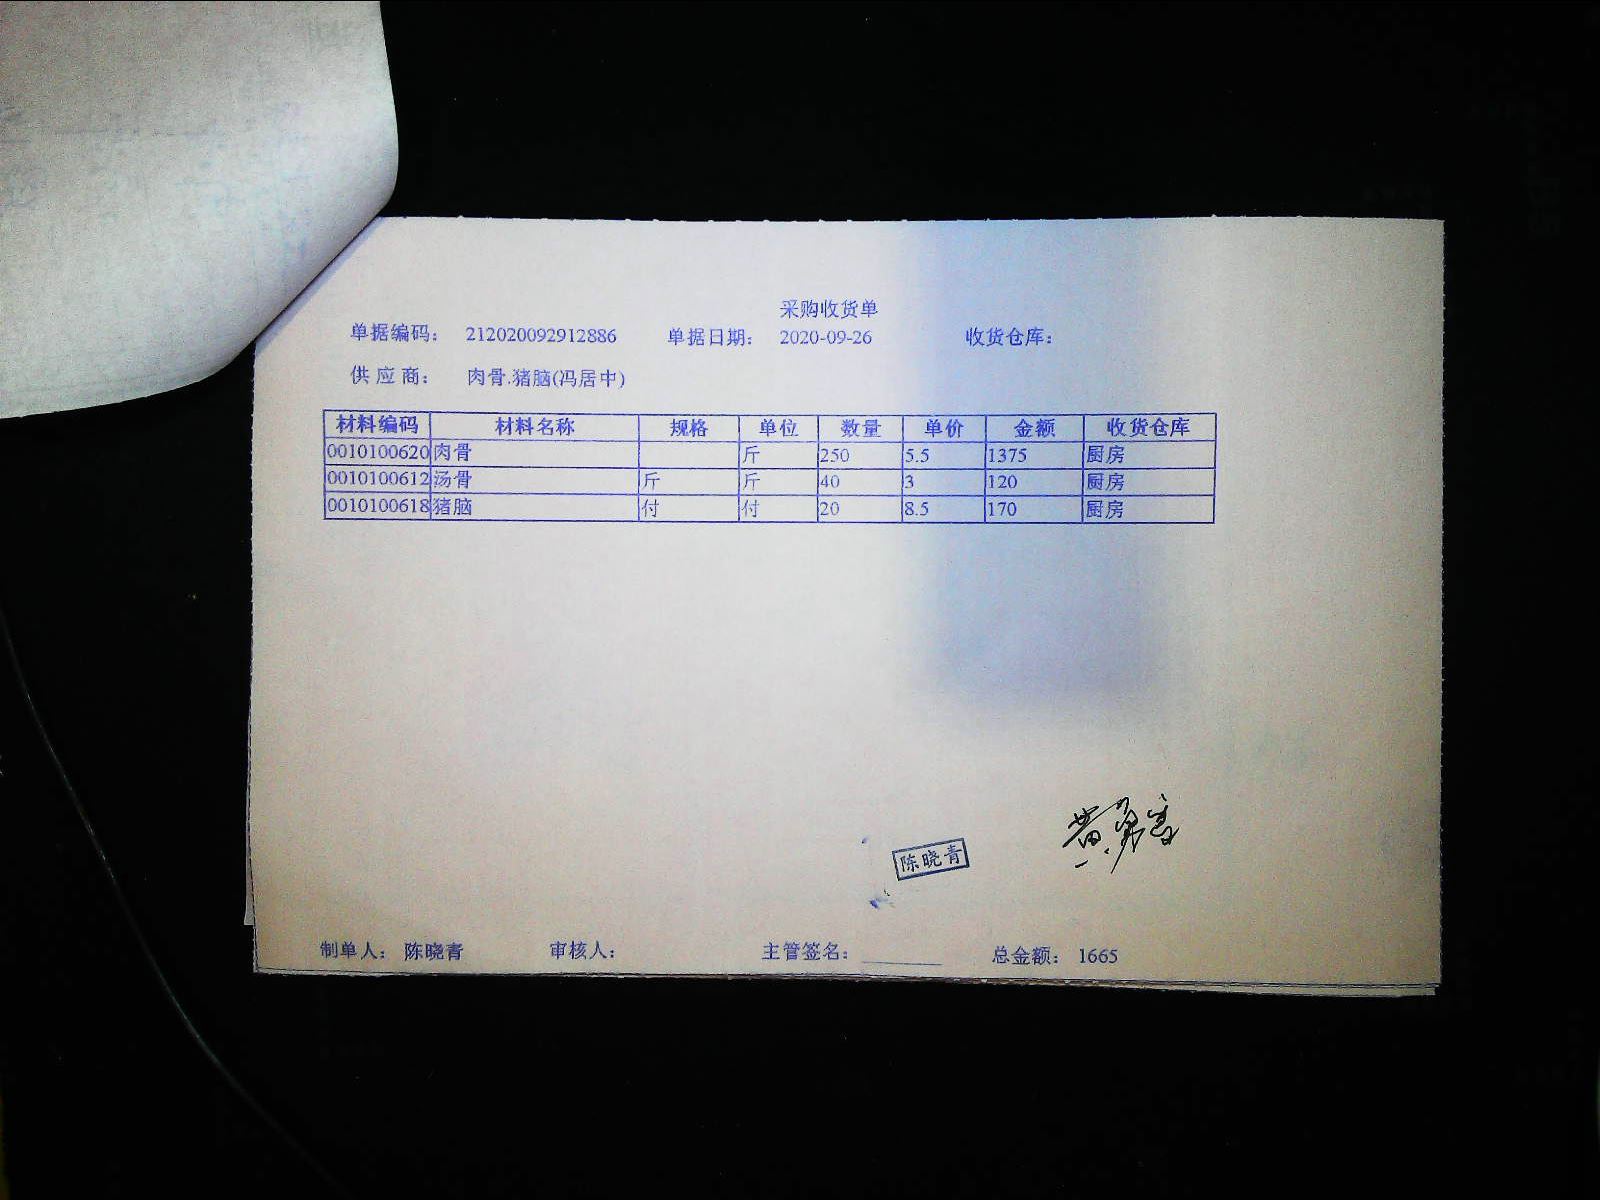 采购收货单
单据编码: 212020092912886 单据日期: 2020-09-26 收货仓库:
供应商: 肉骨.猪脑(冯居中)
材料编码 材料名称 规格 单位 数量 单价 金额 收货仓库
0010100620 肉骨 斤 250 5.5 1375 厨房
0010100612 汤骨 斤 斤 40 3 120 厨房
0010100618 猪脑 付 付 20 8.5 170 厨房
陈晓青
制单人: 陈晓青 审核人: 主管签名: 总金额: 1665